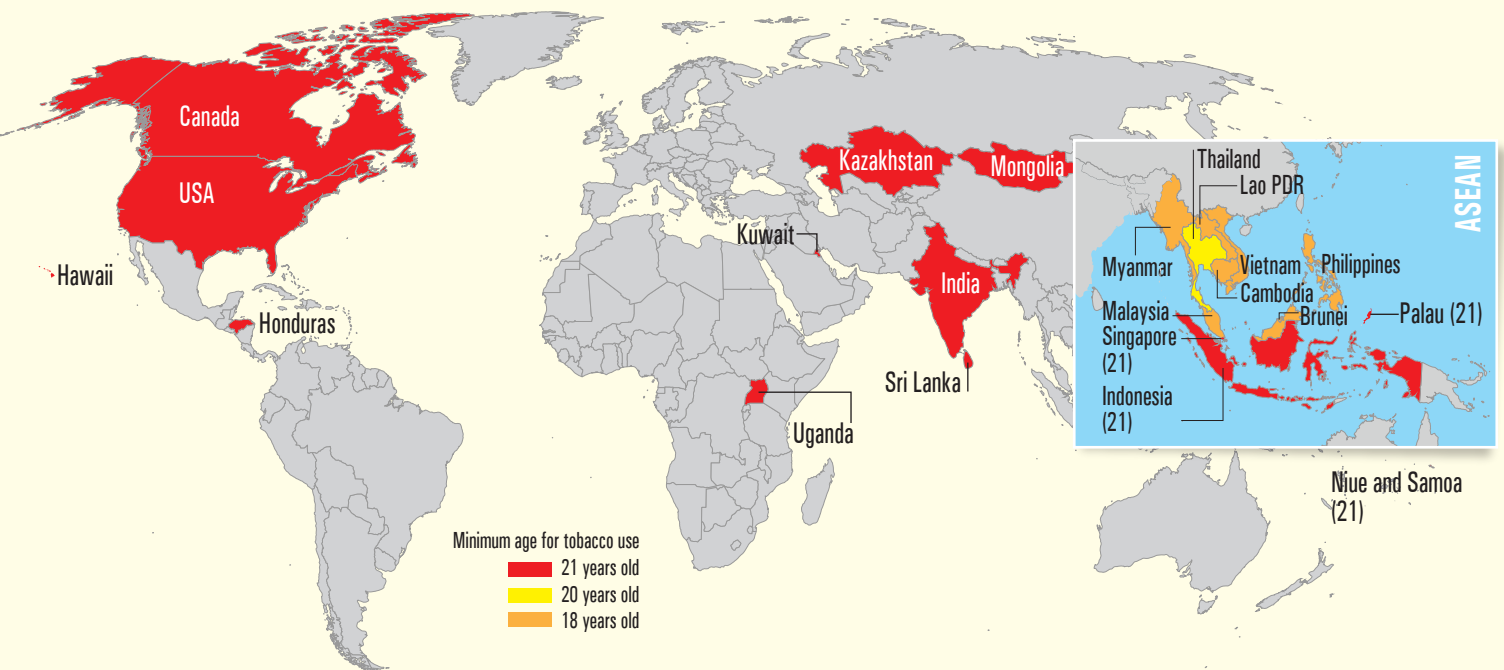 Canada
USA
Hawaii
Honduras
Kazakhstan
Mongolia
Kuwait
India
Sri Lanka
Uganda
ASEAN
Thailand
Lao PDR
Myanmar
Vietnam
Philippines
Cambodia
Malaysia
Brunei
Palau (21)
Singapore
(21)
Indonesia
(21)
Niue and Samoa
(21)
Minimum age for tobacco use
21 years old
20 years old
18 years old